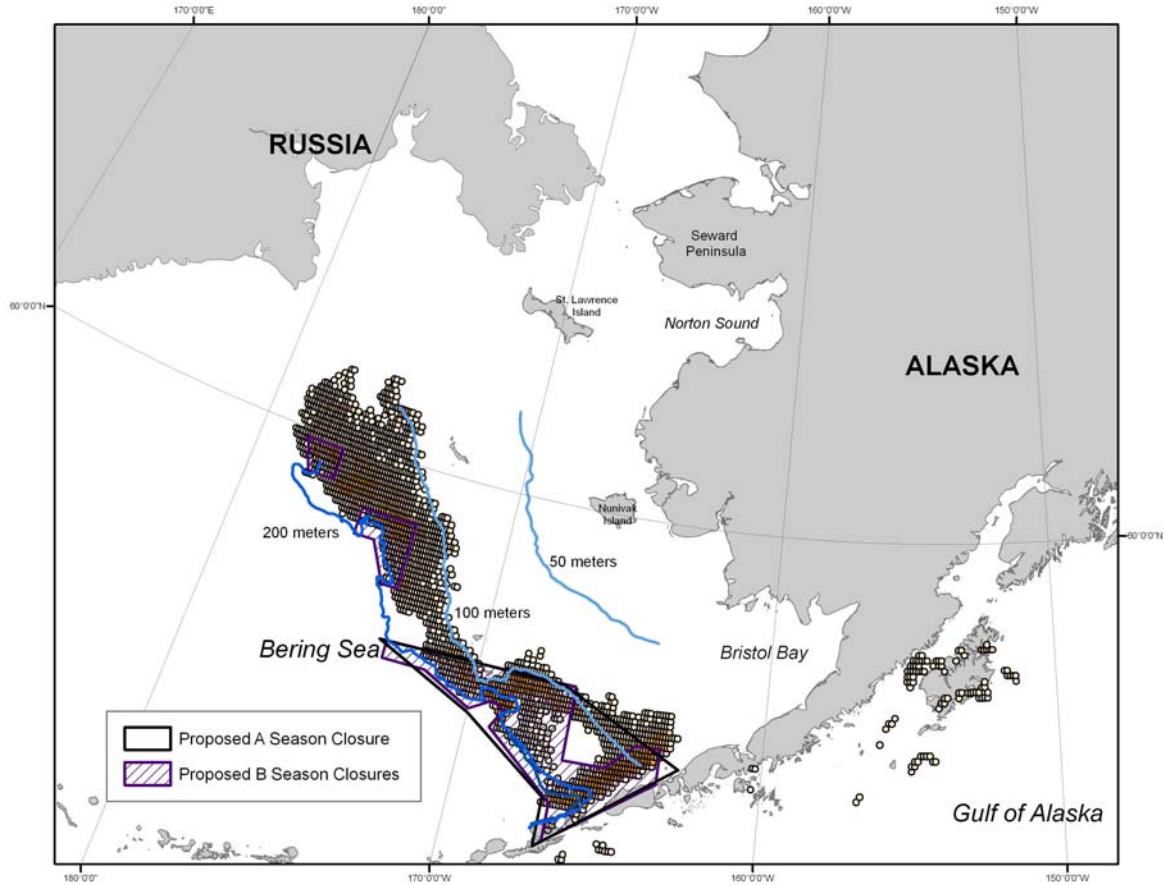 170°0'0"E
180°0'0"
170°0'0"W
160°0'0"W
150°0'0"W
RUSSIA
Seward
Peninsula
60°0'0"N
St. Lawrence
Island
Norton Sound
ALASKA
Nunivak
Island
200 meters
60°0'0"N
50 meters
100 meters
Bering Sea
Bristol Bay
Proposed A Season Closure
Proposed B Season Closures
Gulf of Alaska
180°0'0"
170°0'0"W
160°0'0"W
150°0'0"W